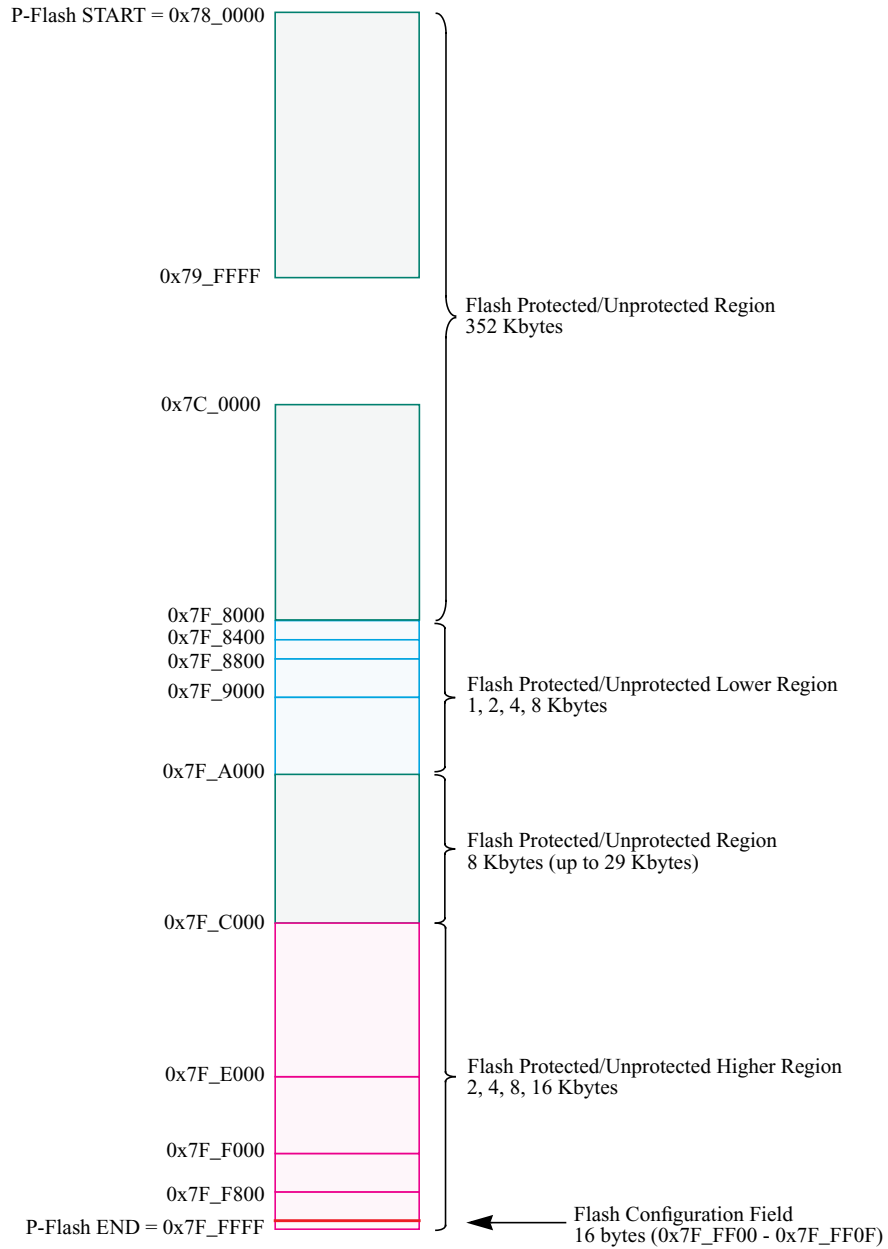 P-Flash START = 0x78_0000
0x79_FFFF
Flash Protected/Unprotected Region
352 Kbytes
0x7C_0000
0x7F_8000
0x7F_8400
0x7F_8800
0x7F_9000
Flash Protected/Unprotected Lower Region
1, 2, 4, 8 Kbytes
0x7F_A000
Flash Protected/Unprotected Region
8 Kbytes (up to 29 Kbytes)
0x7F_C000
0x7F_E000
Flash Protected/Unprotected Higher Region
2, 4, 8, 16 Kbytes
0x7F_F000
0x7F_F800
P-Flash END = 0x7F_FFFF
Flash Configuration Field
16 bytes (0x7F_FF00 - 0x7F_FF0F)